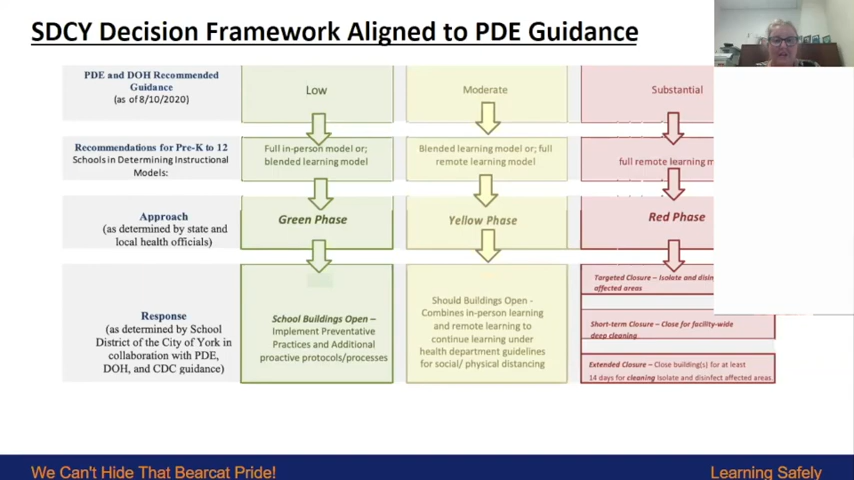 SDCY Decision Framework Aligned to PDE Guidance
PDE and DOH Recommended
Guidance
(as of 8/10/2020)
Low
Moderate
Substantial
Recommendations for Pre-K to 12
Schools in Determining Instructional
Models:
Full in-person model or;
blended learning model
Blended learning model or; full
remote learning model
full remote learning m
Approach
(as determined by state and
local health officials)
Green Phase
Yellow Phase
Red Phase
Response
(as determined by School
District of the City of York in
collaboration with PDE,
DOH, and CDC guidance)
School Buildings Open –
Implement Preventative
Practices and Additional
proactive protocols/processes
Should Buildings Open -
Combines in-person learning
and remote learning to
continue learning under
health department guidelines
for social/ physical distancing
Targeted Closure – Isolate and disin
affected areas
Short-term Closure – Close for facility-wide
deep cleaning
Extended Closure – Close building(s) for at least
14 days for cleaning Isolate and disinfect affected areas
We Can't Hide That Bearcat Pride!
Learning Safely